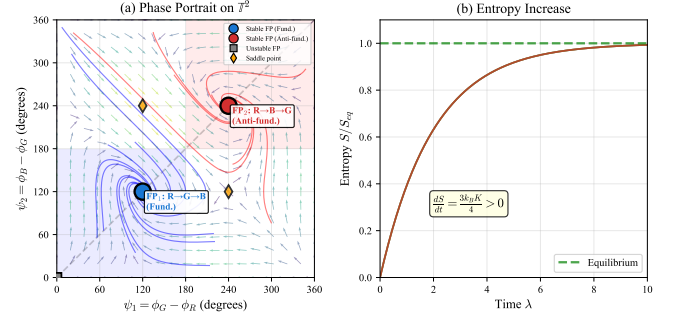 (a) Phase Portrait on 𝕋²
360
300
240
180
120
60
0
ψ₂ = ϕ_B − ϕ_G (degrees)
Stable FP (Fund.)
Stable FP (Anti-fund.)
Unstable FP
Saddle point
FP₂: R→B→G
(Anti-fund.)
FP₁: R→G→B
(Fund.)
0 60 120 180 240 300 360
ψ₁ = ϕ_G − ϕ_R (degrees)
(b) Entropy Increase
1.0
0.8
0.6
0.4
0.2
0.0
Entropy S/S_eq
dS/dt = 3k_BK/4 > 0
Equilibrium
0 2 4 6 8 10
Time λ